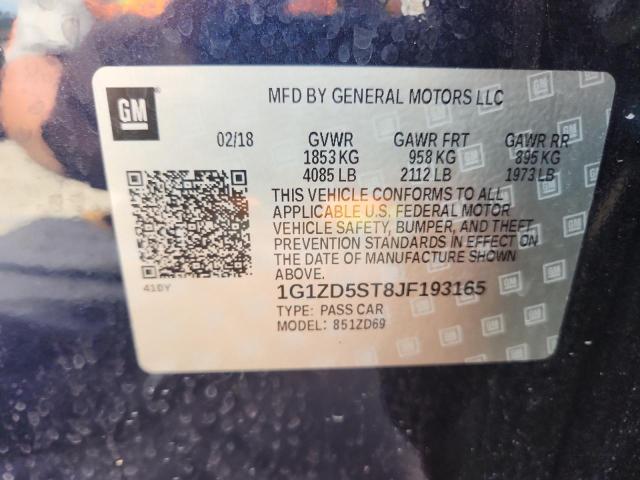 GM
MFD BY GENERAL MOTORS LLC
02/18 GVWR GAWR FRT GAWR RR
1853 KG 958 KG 895 KG
4085 LB 2112 LB 1973 LB
THIS VEHICLE CONFORMS TO ALL
APPLICABLE U.S. FEDERAL MOTOR
VEHICLE SAFETY, BUMPER, AND THEFT
PREVENTION STANDARDS IN EFFECT ON
THE DATE OF MANUFACTURE SHOWN
ABOVE.
410Y
1G1ZD5ST8JF193165
TYPE: PASS CAR
MODEL: 851ZD69